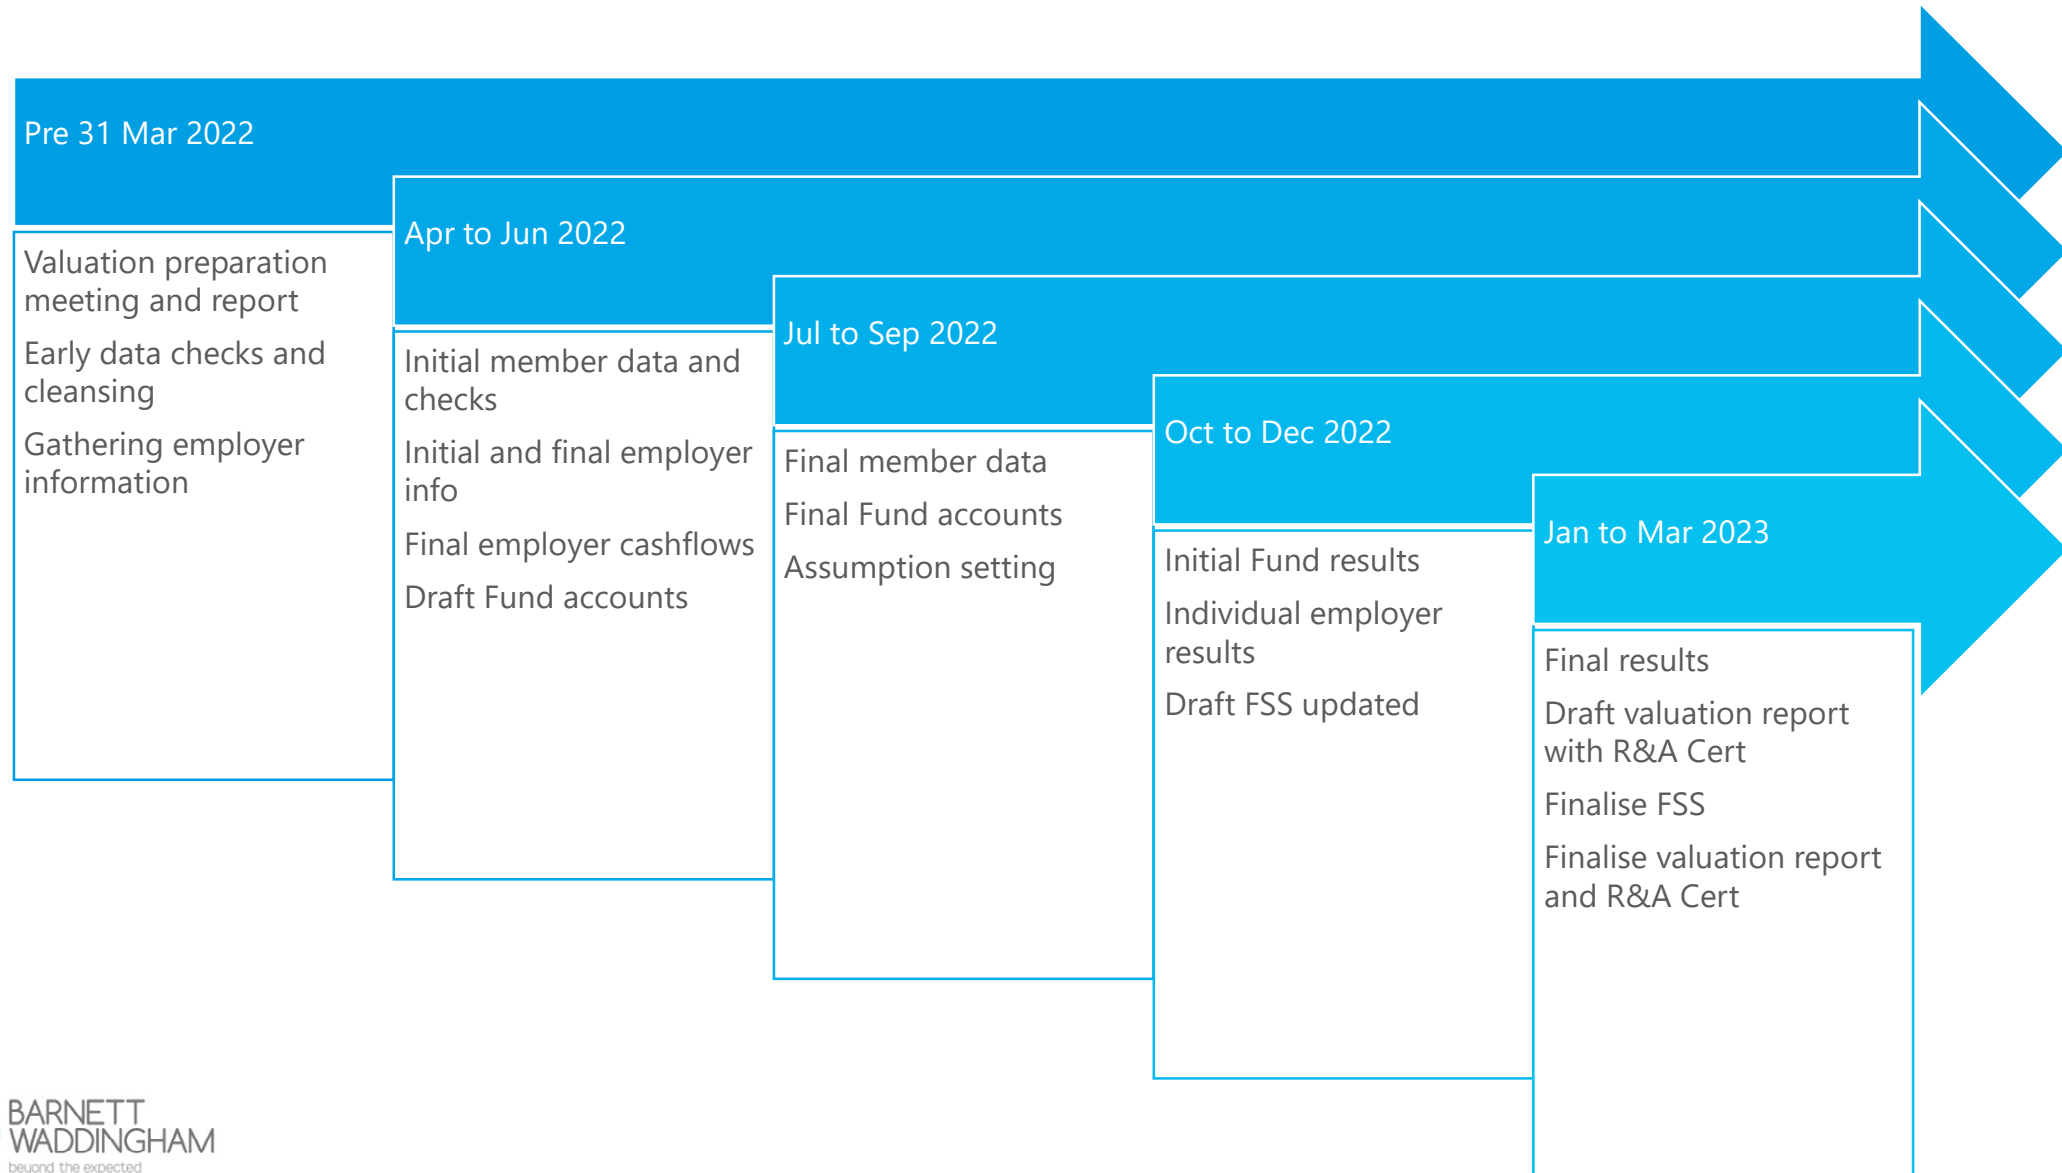 Pre 31 Mar 2022
Valuation preparation
meeting and report
Early data checks and
cleansing
Gathering employer
information
Apr to Jun 2022
Initial member data and
checks
Initial and final employer
info
Final employer cashflows
Draft Fund accounts
Jul to Sep 2022
Final member data
Final Fund accounts
Assumption setting
Oct to Dec 2022
Initial Fund results
Individual employer
results
Draft FSS updated
Jan to Mar 2023
Final results
Draft valuation report
with R&A Cert
Finalise FSS
Finalise valuation report
and R&A Cert
BARNETT
WADDINGHAM
beyond the expected